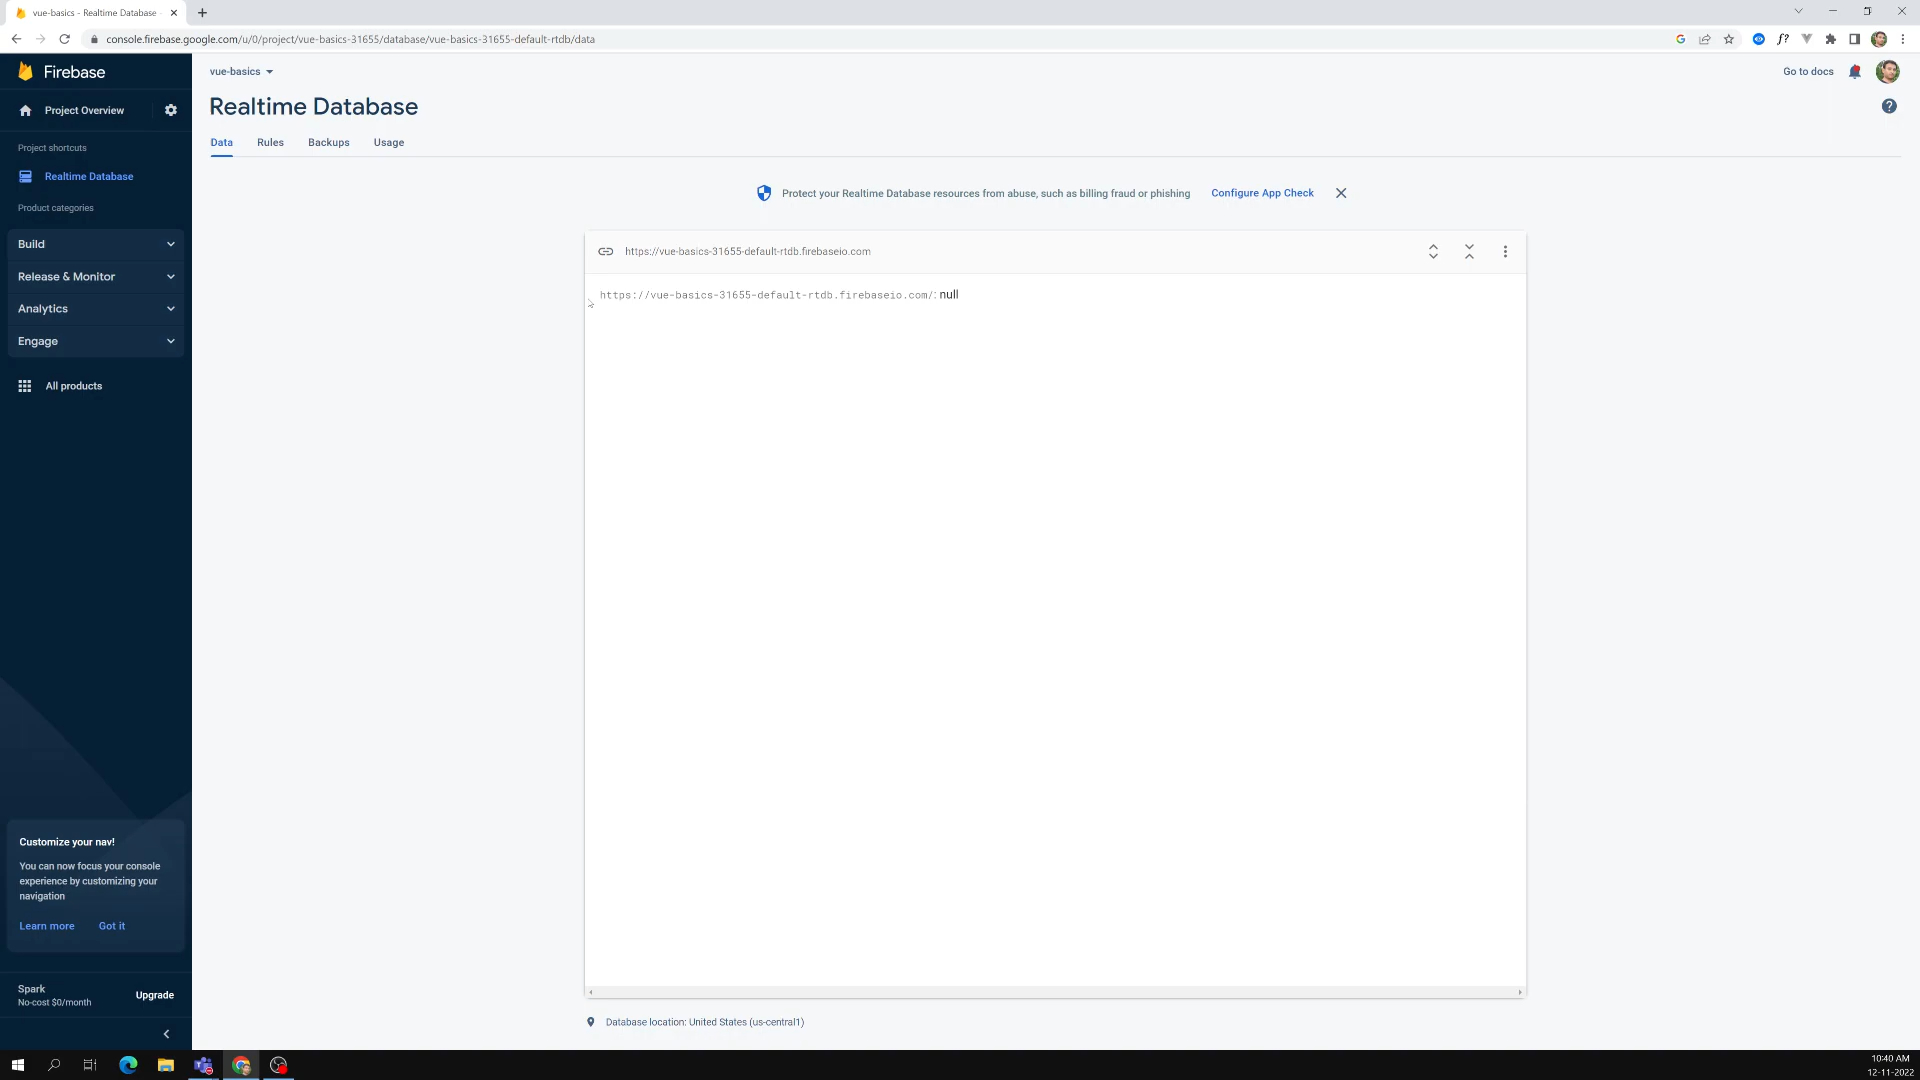 vue-basics - Realtime Database -
console.firebase.google.com/u/0/project/vue-basics-31655/database/vue-basics-31655-default-rtdb/data
f?
Firebase
vue-basics
Go to docs
Project Overview
Realtime Database
Data
Rules
Backups
Usage
Project shortcuts
Realtime Database
Product categories
Build
Release & Monitor
Analytics
Engage
All products
Protect your Realtime Database resources from abuse, such as billing fraud or phishing
Configure App Check
https://vue-basics-31655-default-rtdb.firebaseio.com
https://vue-basics-31655-default-rtdb.firebaseio.com/: null
Customize your nav!
You can now focus your console
experience by customizing your
navigation
Learn more
Got it
Spark
No-cost $0/month
Upgrade
Database location: United States (us-central1)
10:40 AM
12-11-2022